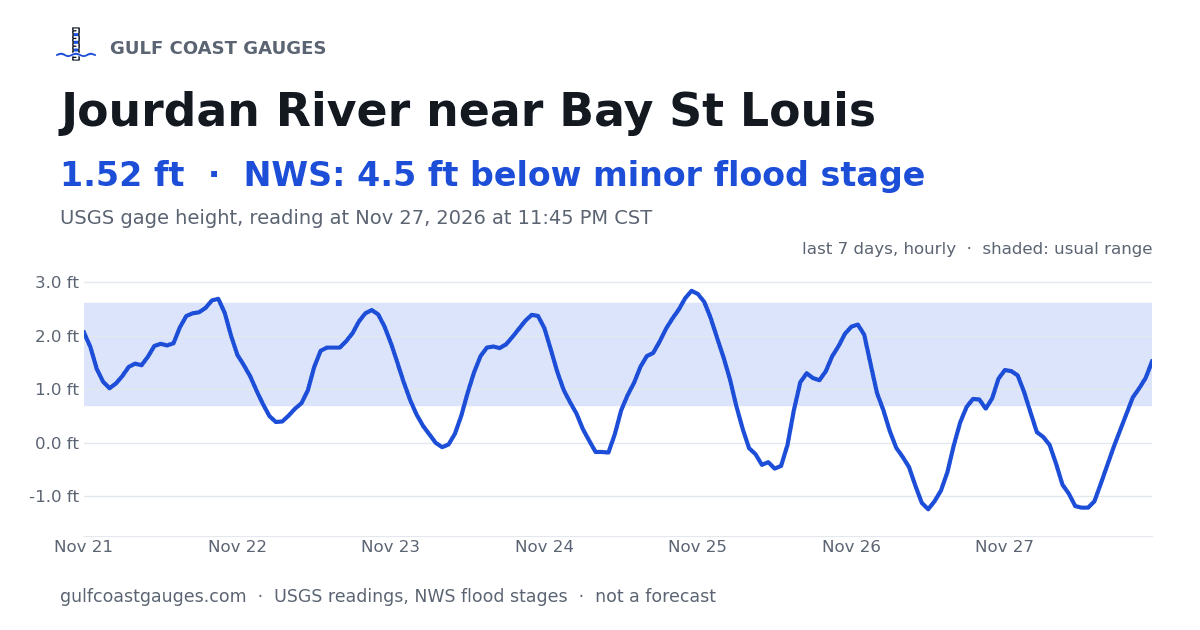 GULF COAST GAUGES
Jourdan River near Bay St Louis
1.52 ft · NWS: 4.5 ft below minor flood stage
USGS gage height, reading at Nov 27, 2026 at 11:45 PM CST
last 7 days, hourly · shaded: usual range
3.0 ft
2.0 ft
1.0 ft
0.0 ft
-1.0 ft
Nov 21 Nov 22 Nov 23 Nov 24 Nov 25 Nov 26 Nov 27
gulfcoastgauges.com · USGS readings, NWS flood stages · not a forecast